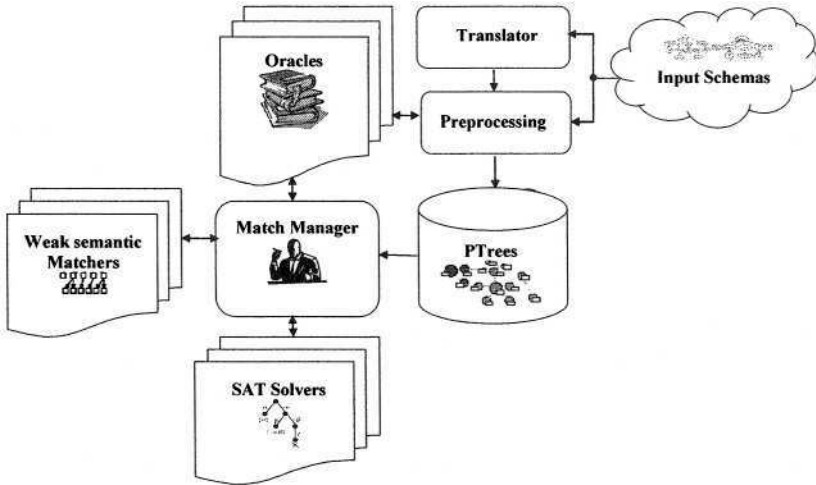 Translator
Oracles
Input Schemas
Preprocessing
Match Manager
Weak semantic
Matchers
PTrees
SAT Solvers